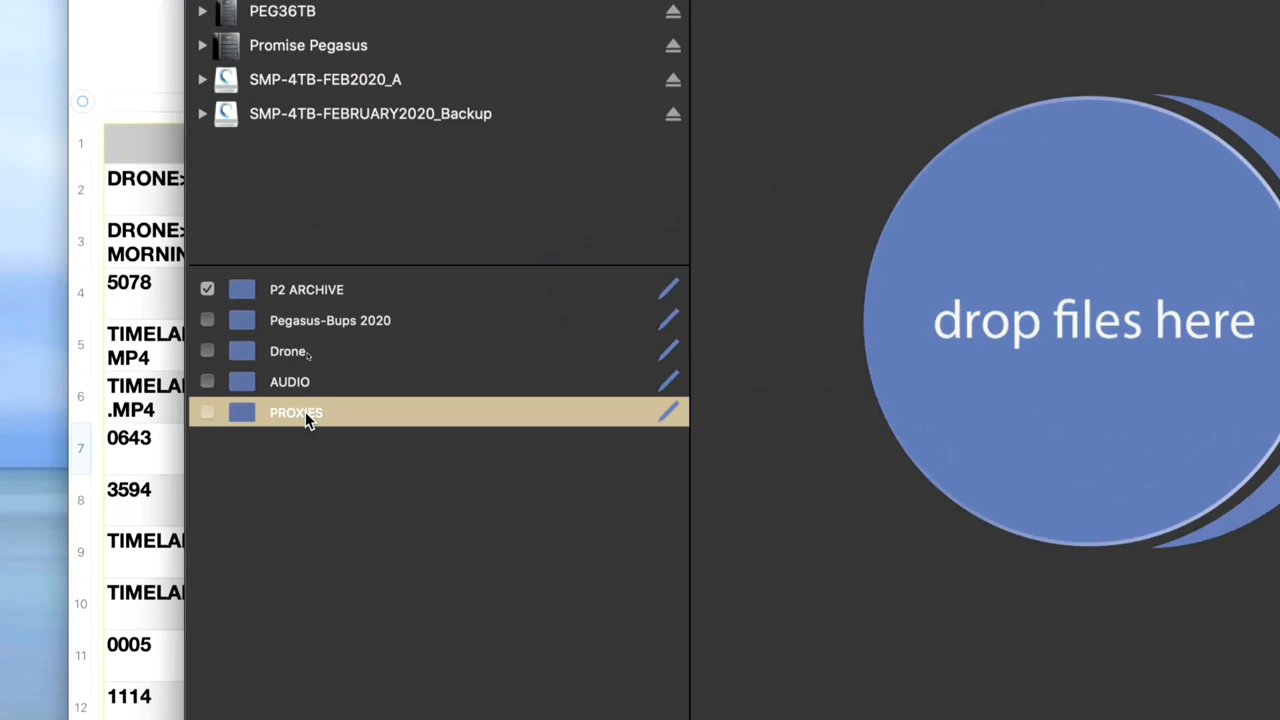 PEG36TB
Promise Pegasus
SMP-4TB-FEB2020_A
SMP-4TB-FEBRUARY2020_Backup
P2 ARCHIVE
Pegasus-Bups 2020
Drone
AUDIO
PROXIES
drop files here
1
2 DRONE
3 DRONE
MORNIN
4 5078
5 TIMELA
MP4
6 TIMELA
.MP4
7 0643
8 3594
9 TIMELA
10 TIMELA
11 0005
12 1114